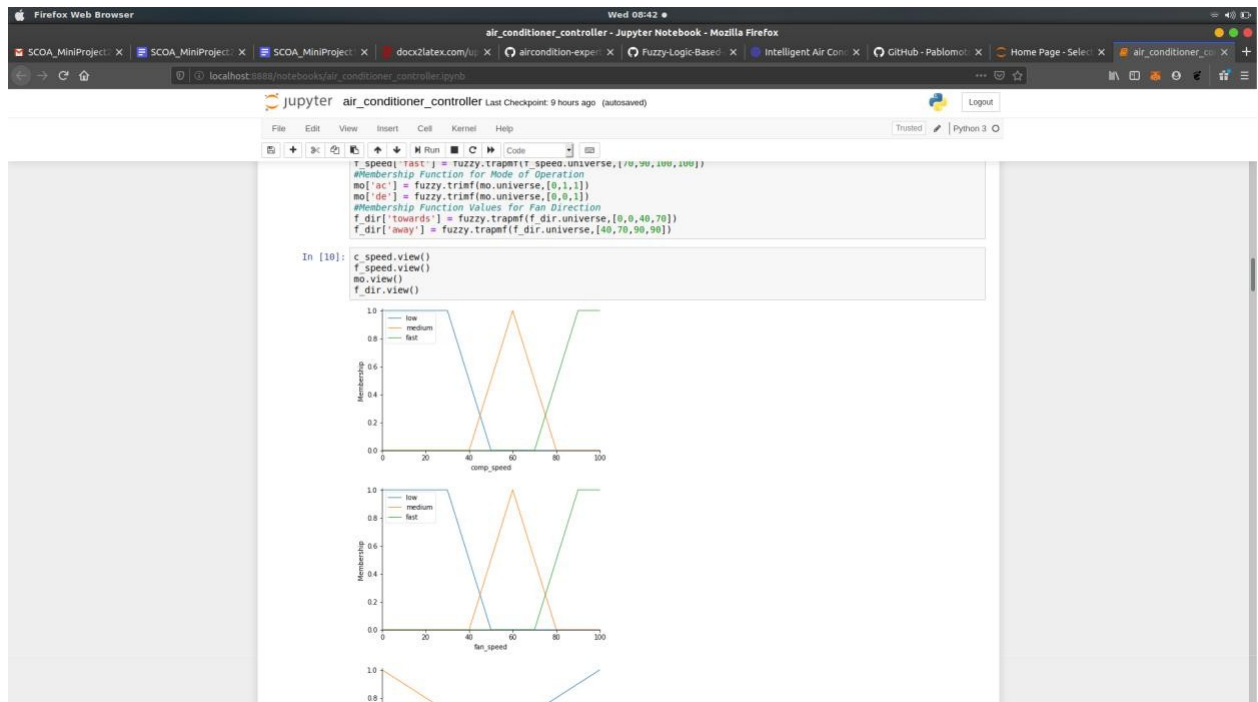 Firefox Web Browser
Wed 08:42
air_conditioner_controller - Jupyter Notebook - Mozilla Firefox
SCOA_MiniProject
SCOA_MiniProject
SCOA_MiniProject
docx2latex.com/up
aircondition-expert
Fuzzy-Logic-Based-
Intelligent Air Con
GitHub - Pablomot
Home Page - Select
air_conditioner_co
localhost:8888/notebooks/air_conditioner_controller.ipynb
jupyter air_conditioner_controller Last Checkpoint: 9 hours ago (autosaved)
Logout
File Edit View Insert Cell Kernel Help
Trusted Python 3
Run Code
f_speed['fast'] = fuzzy.trapmf(f_speed.universe,[70,90,100,100])
#Membership Function for Mode of Operation
mo['ac'] = fuzzy.trimf(mo.universe,[0,1,1])
mo['de'] = fuzzy.trimf(mo.universe,[0,0,1])
#Membership Function Values for Fan Direction
f_dir['towards'] = fuzzy.trapmf(f_dir.universe,[0,0,40,70])
f_dir['away'] = fuzzy.trapmf(f_dir.universe,[40,70,90,90])
In [10]: c_speed.view()
f_speed.view()
mo.view()
f_dir.view()
1.0
low
medium
fast
0.8
0.6
Membership
0.4
0.2
0.0
0 20 40 60 80 100
comp_speed
1.0
low
medium
fast
0.8
0.6
Membership
0.4
0.2
0.0
0 20 40 60 80 100
fan_speed
1.0
0.8